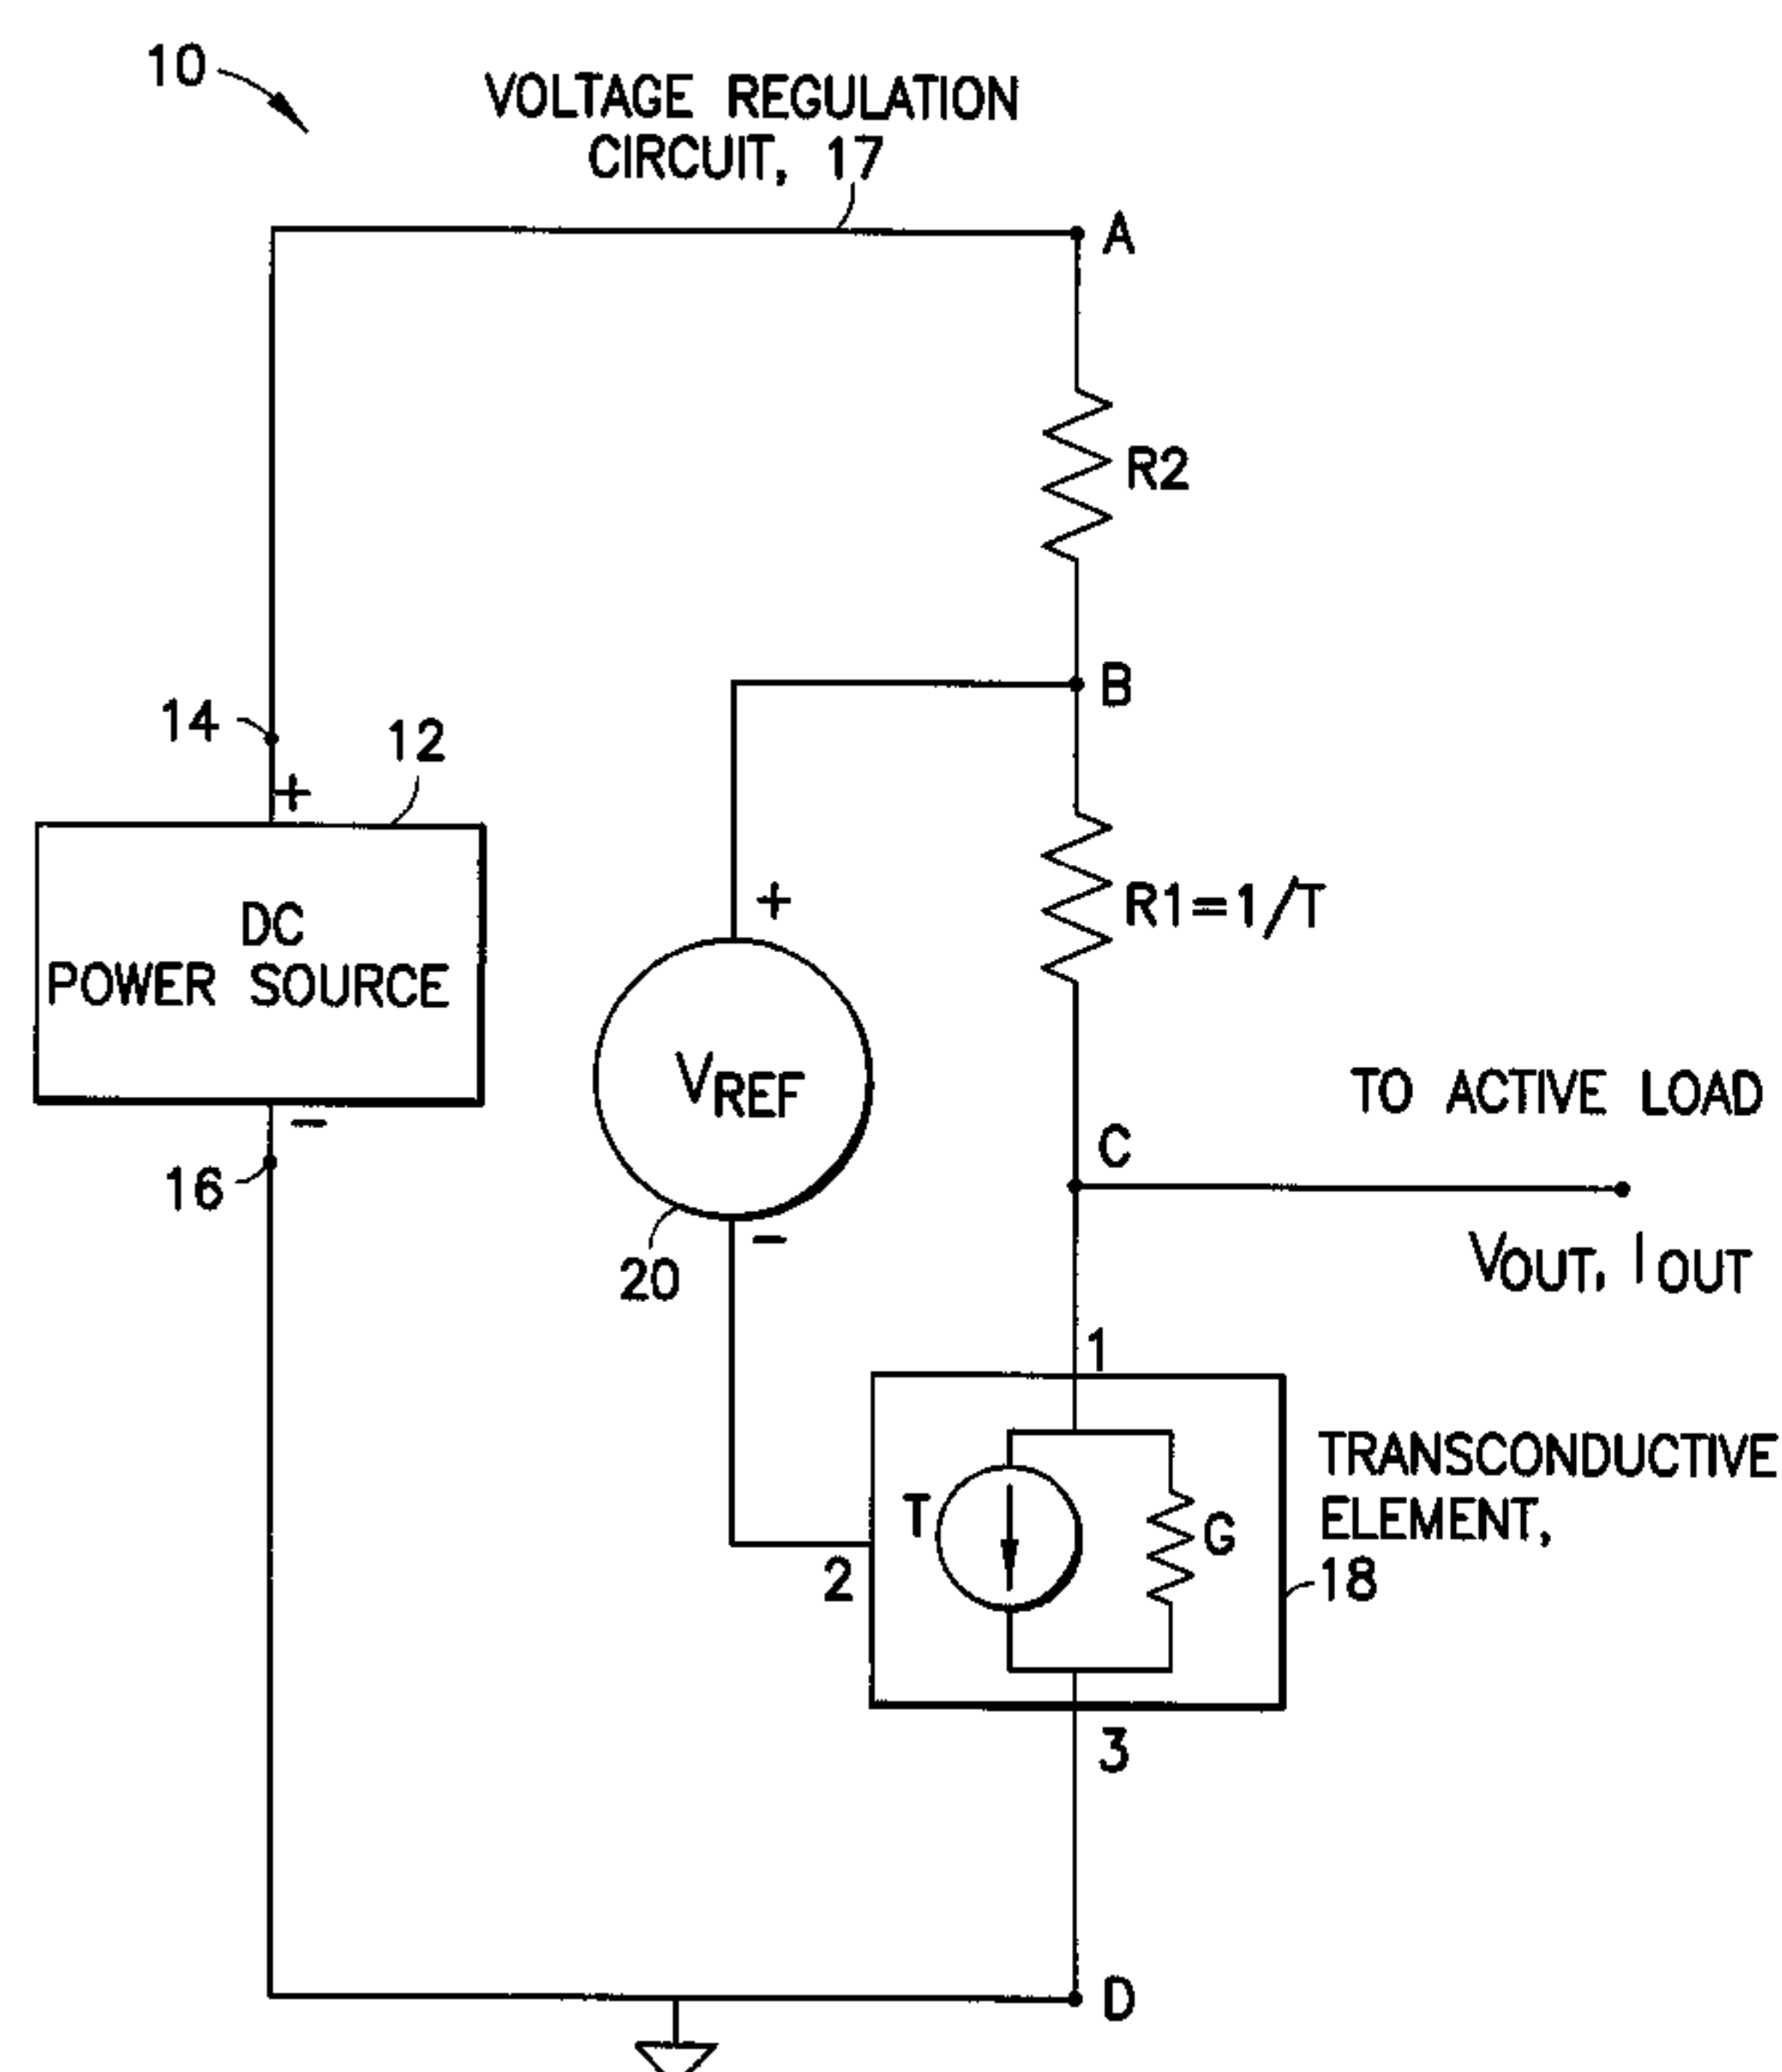 10
VOLTAGE REGULATION
CIRCUIT, 17
A
R2
B
14
12
+
+
DC
POWER SOURCE
R1=1/T
VREF
TO ACTIVE LOAD
-
C
16
-
20
VOUT, IOUT
1
TRANSCONDUCTIVE
ELEMENT,
18
T
G
2
3
D